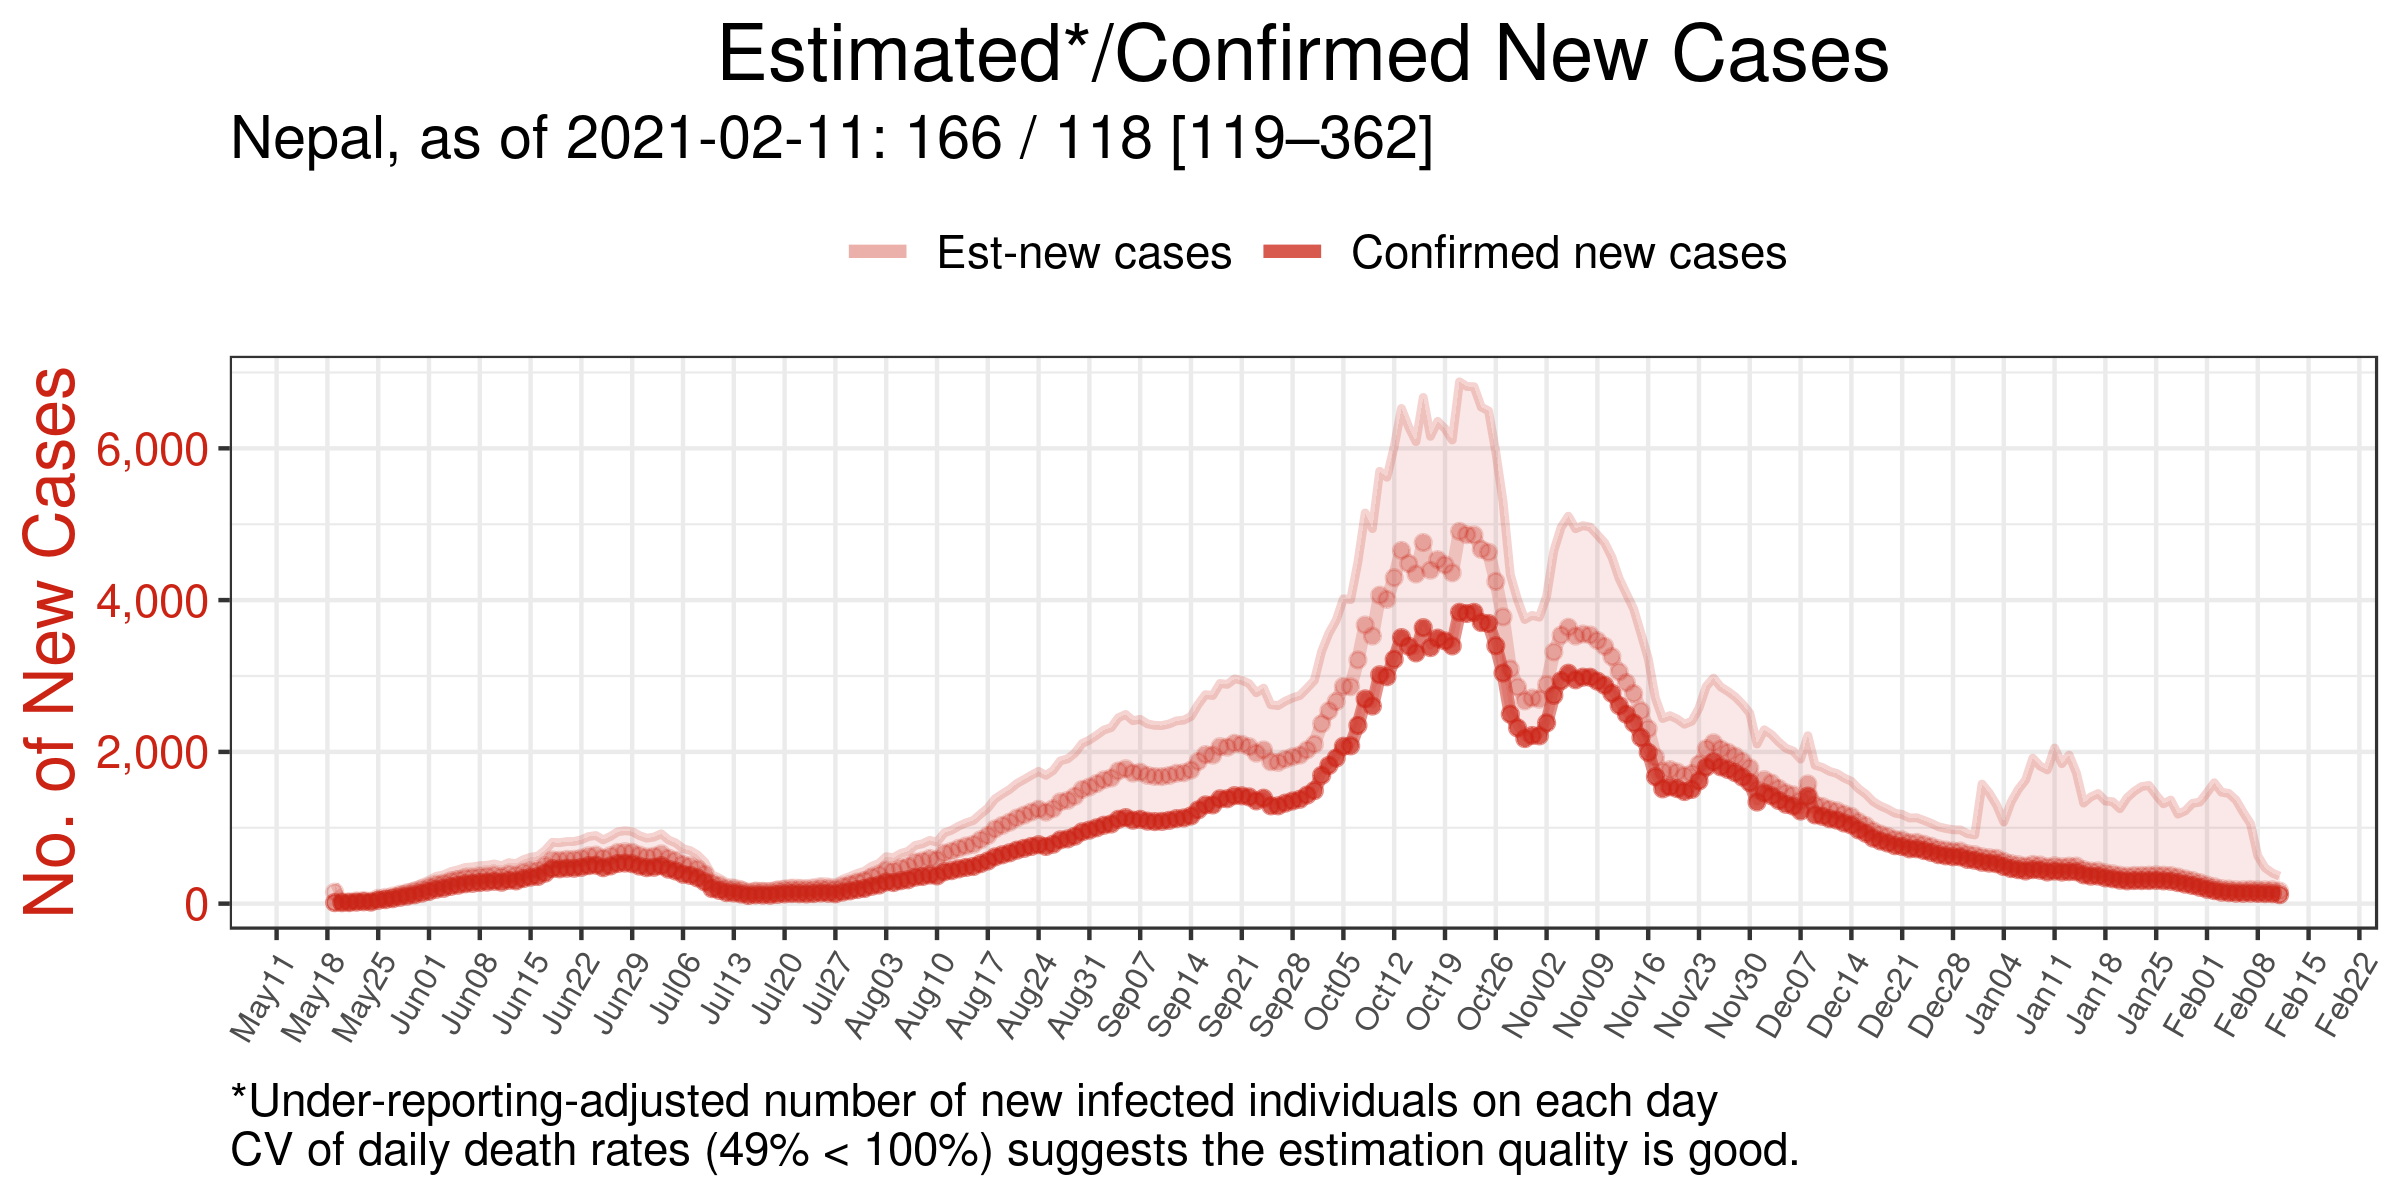 Estimated*/Confirmed New Cases
Nepal, as of 2021-02-11: 166 / 118 [119–362]
Est-new cases Confirmed new cases
No. of New Cases
6,000
4,000
2,000
0
May11 May18 May25 Jun01 Jun08 Jun15 Jun22 Jun29 Jul06 Jul13 Jul20 Jul27 Aug03 Aug10 Aug17 Aug24 Aug31 Sep07 Sep14 Sep21 Sep28 Oct05 Oct12 Oct19 Oct26 Nov02 Nov09 Nov16 Nov23 Nov30 Dec07 Dec14 Dec21 Dec28 Jan04 Jan11 Jan18 Jan25 Feb01 Feb08 Feb15 Feb22
*Under-reporting-adjusted number of new infected individuals on each day
CV of daily death rates (49% < 100%) suggests the estimation quality is good.